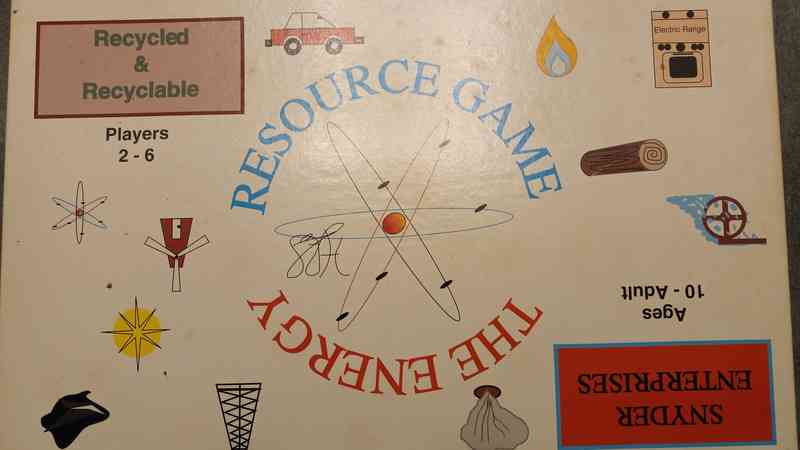 Recycled
&
Recyclable
Players
2 - 6
RESOURCE GAME
THE ENERGY
Electric Range
Ages
10 - Adult
SNYDER
ENTERPRISES